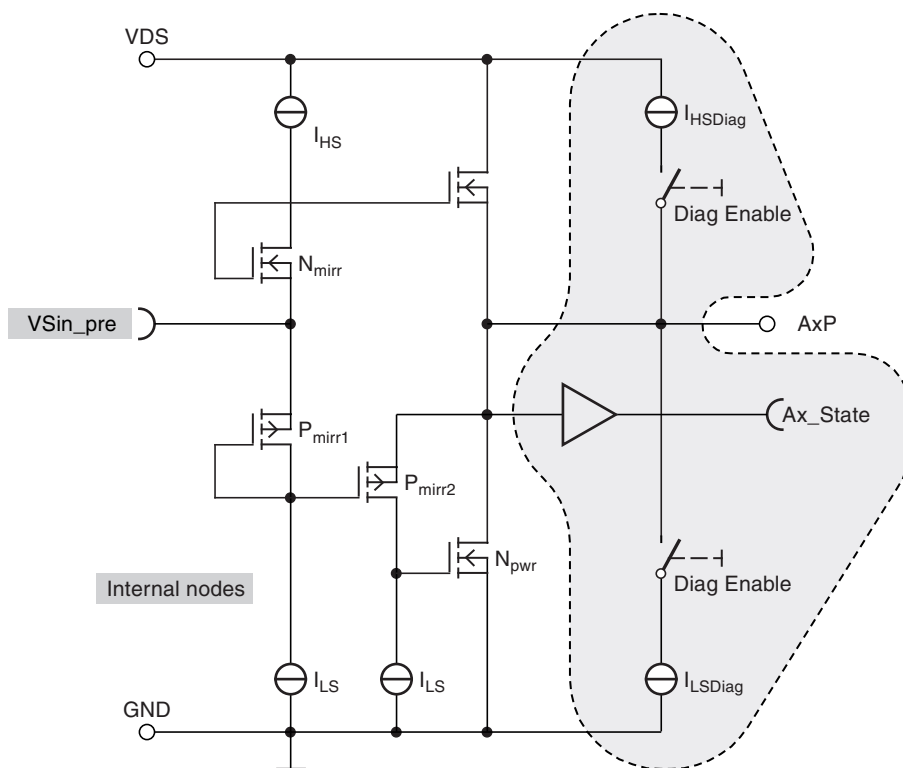 VDS
I_HS
I_HSDiag
Diag Enable
N_mirr
VSin_pre
AxP
P_mirr1
Ax_State
P_mirr2
N_pwr
Internal nodes
Diag Enable
I_LS
I_LS
I_LSDiag
GND